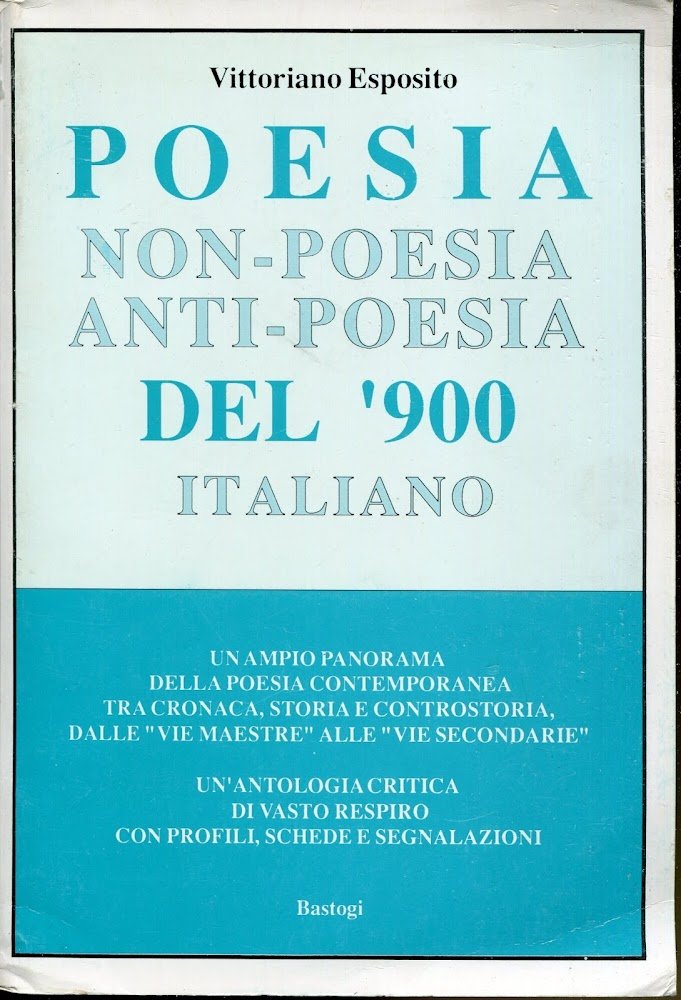 Vittoriano Esposito
POESIA
NON-POESIA
ANTI-POESIA
DEL '900
ITALIANO
UN AMPIO PANORAMA
DELLA POESIA CONTEMPORANEA
TRA CRONACA, STORIA E CONTROSTORIA,
DALLE "VIE MAESTRE" ALLE "VIE SECONDARIE"
UN'ANTOLOGIA CRITICA
DI VASTO RESPIRO
CON PROFILI, SCHEDE E SEGNALAZIONI
Bastogi